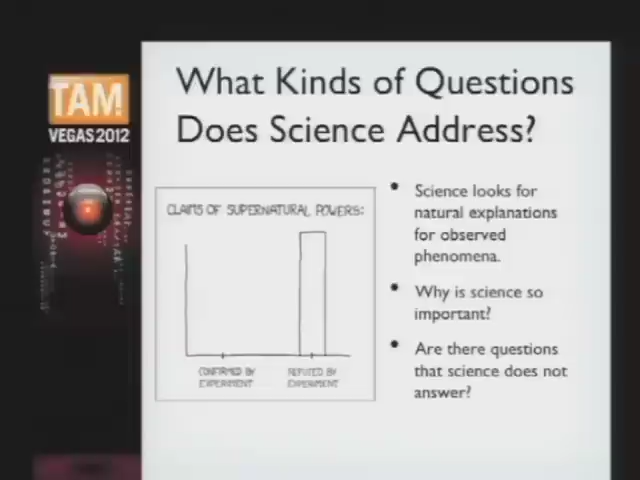 TAM!
VEGAS 2012
What Kinds of Questions
Does Science Address?
CLAIMS OF SUPERNATURAL POWERS:
CONFIRMED BY
EXPERIMENT
REFUTED BY
EXPERIMENT
• Science looks for
natural explanations
for observed
phenomena.
• Why is science so
important?
• Are there questions
that science does not
answer?